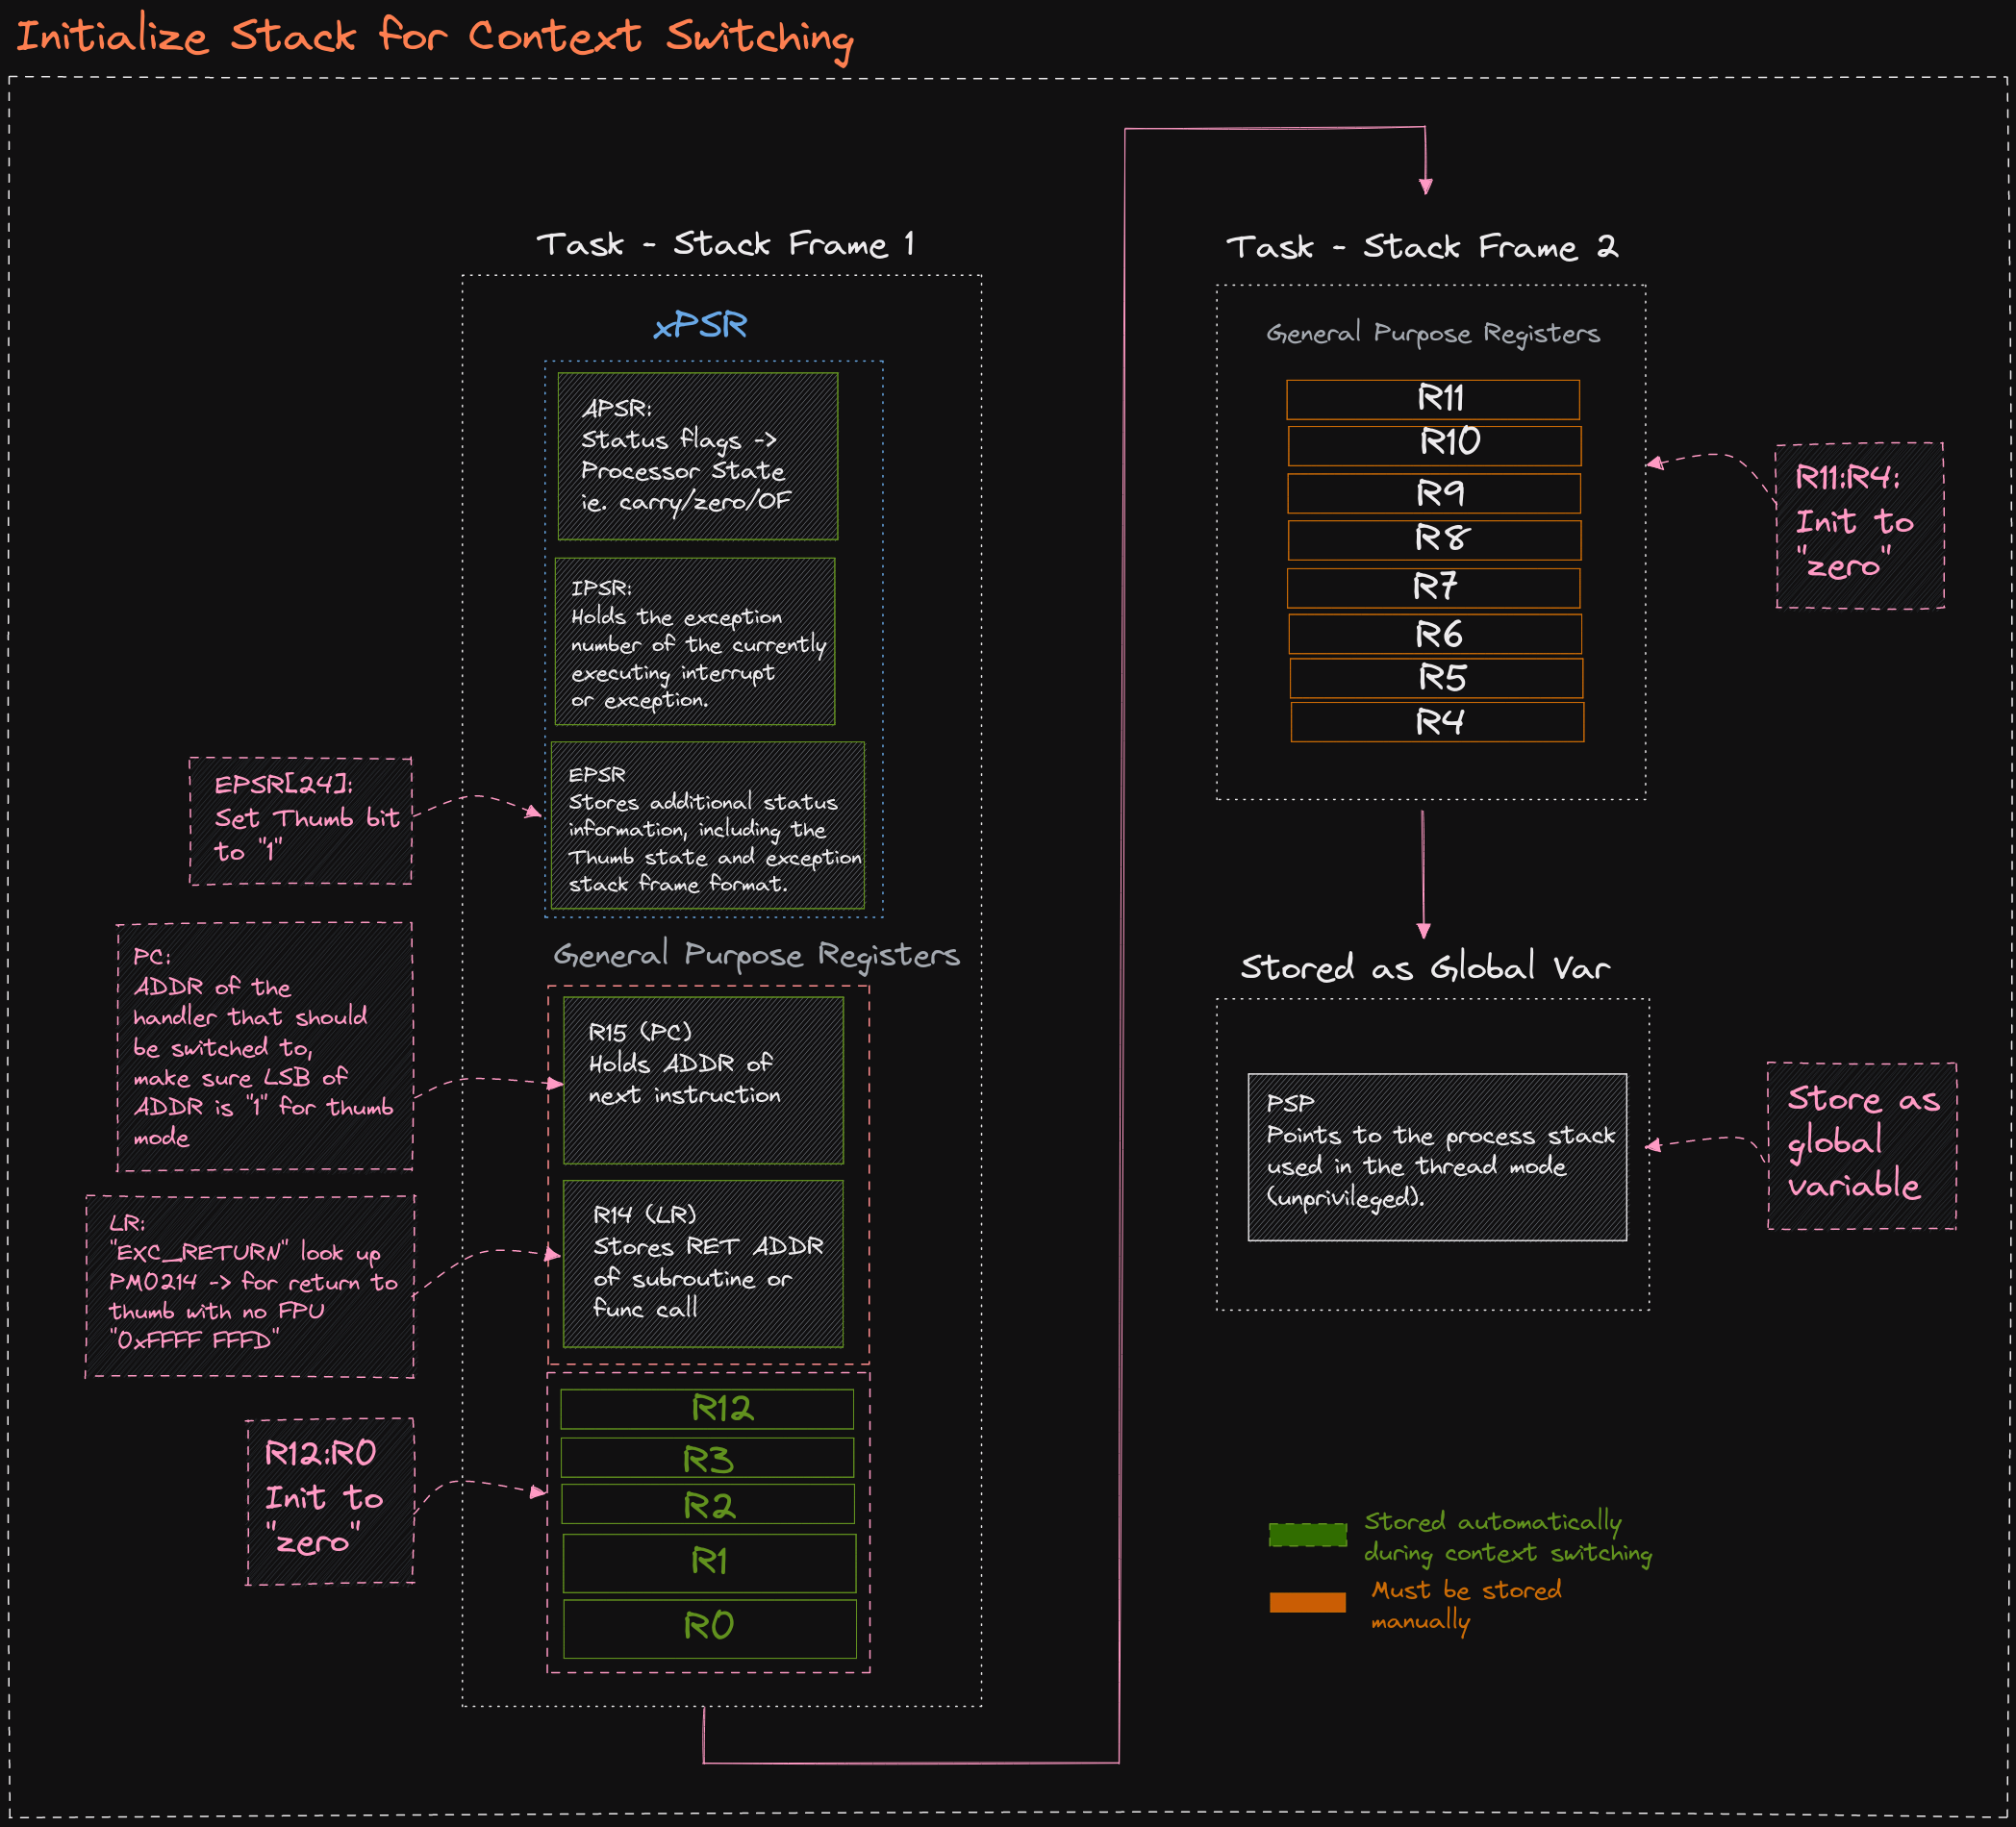 Initialize Stack for Context Switching
Task - Stack Frame 1
xPSR
APSR:
Status flags ->
Processor State
ie. carry/zero/OF
IPSR:
Holds the exception
number of the currently
executing interrupt
or exception.
EPSR[24]:
Set Thumb bit
to "1"
EPSR
Stores additional status
information, including the
Thumb state and exception
stack frame format.
General Purpose Registers
PC:
ADDR of the
handler that should
be switched to,
make sure LSB of
ADDR is "1" for thumb
mode
R15 (PC)
Holds ADDR of
next instruction
LR:
"EXC_RETURN" look up
PM0214 -> for return to
thumb with no FPU
"0xFFFF FFFD"
R14 (LR)
Stores RET ADDR
of subroutine or
func call
R12:R0
Init to
"zero"
R12
R3
R2
R1
R0
Task - Stack Frame 2
General Purpose Registers
R11
R10
R9
R8
R7
R6
R5
R4
R11:R4:
Init to
"zero"
Stored as Global Var
PSP
Points to the process stack
used in the thread mode
(unprivileged).
Store as
global
variable
Stored automatically
during context switching
Must be stored
manually